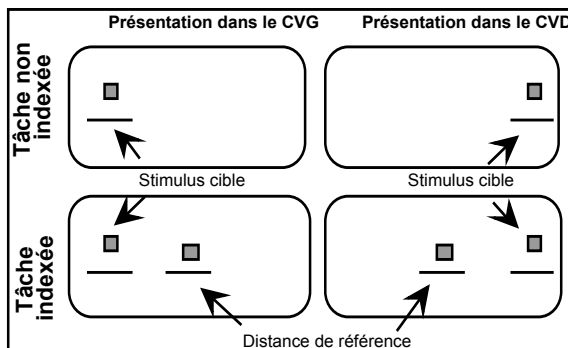 Présentation dans le CVG
Présentation dans le CVD
Tâche non
indexée
Stimulus cible
Stimulus cible
Tâche
indexée
Distance de référence